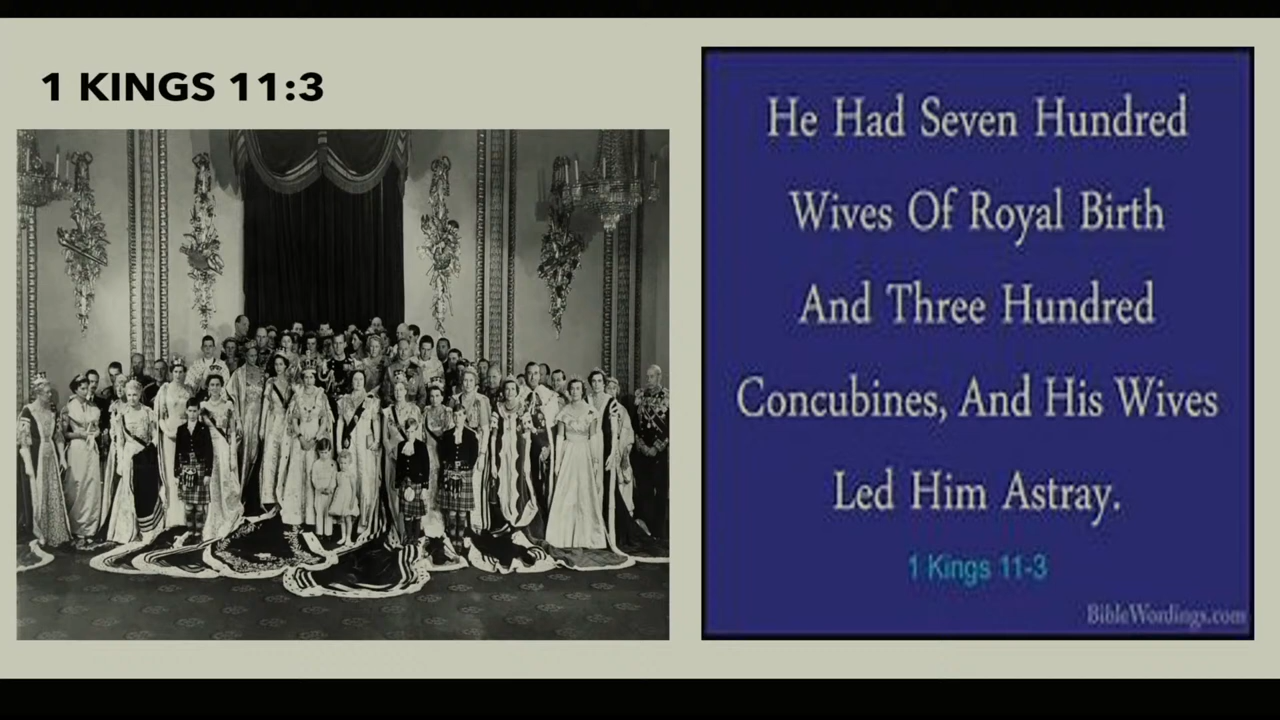 1 KINGS 11:3
He Had Seven Hundred
Wives Of Royal Birth
And Three Hundred
Concubines, And His Wives
Led Him Astray.
1 Kings 11-3
BibleWordings.com